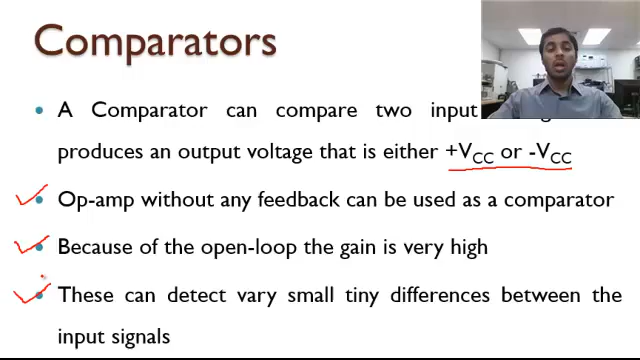 Comparators
• A Comparator can compare two input
produces an output voltage that is either +VCC or -VCC
• Op-amp without any feedback can be used as a comparator
• Because of the open-loop the gain is very high
• These can detect vary small tiny differences between the
input signals